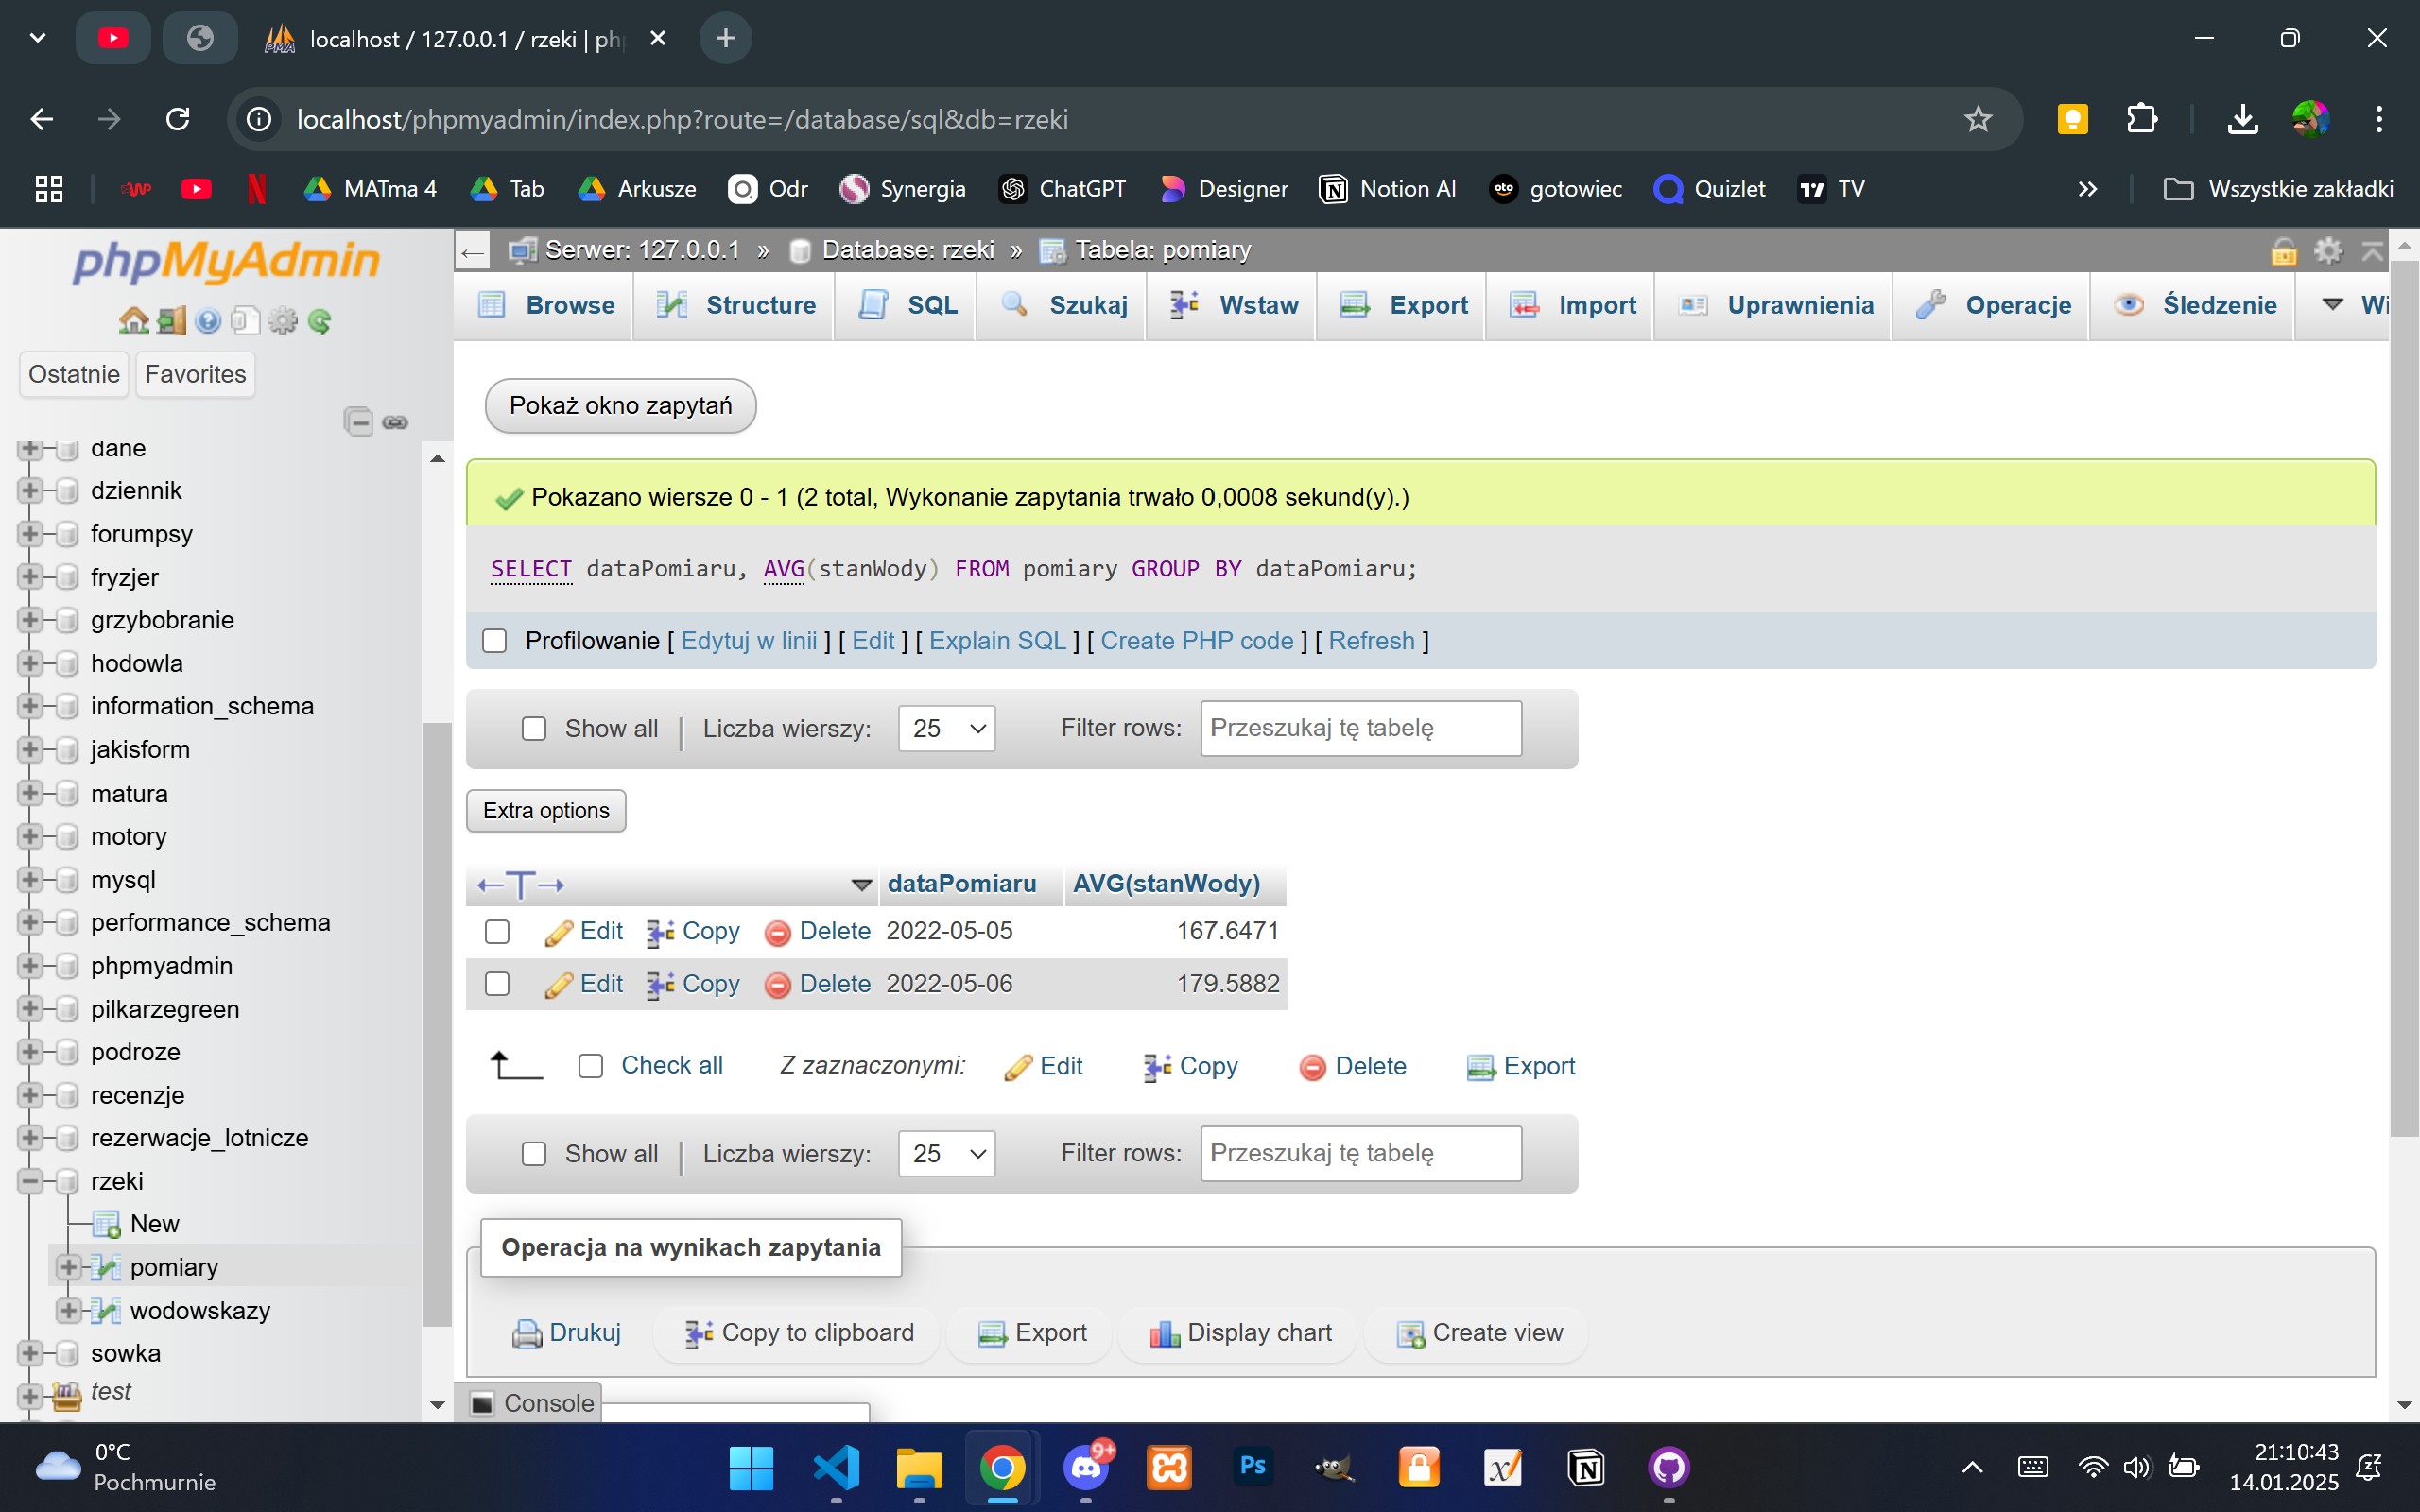 localhost / 127.0.0.1 / rzeki | ph
localhost/phpmyadmin/index.php?route=/database/sql&db=rzeki
WP MATma 4 Tab Arkusze Odr Synergia ChatGPT Designer Notion AI gotowiec Quizlet TV » Wszystkie zakładki
phpMyAdmin
Ostatnie Favorites
dane
dziennik
forumpsy
fryzjer
grzybobranie
hodowla
information_schema
jakisform
matura
motory
mysql
performance_schema
phpmyadmin
pilkarzegreen
podroze
recenzje
rezerwacje_lotnicze
rzeki
New
pomiary
wodowskazy
sowka
test
Serwer: 127.0.0.1 » Database: rzeki » Tabela: pomiary
Browse Structure SQL Szukaj Wstaw Export Import Uprawnienia Operacje Śledzenie Wi
Pokaż okno zapytań
Pokazano wiersze 0 - 1 (2 total, Wykonanie zapytania trwało 0,0008 sekund(y).)
SELECT dataPomiaru, AVG(stanWody) FROM pomiary GROUP BY dataPomiaru;
Profilowanie [ Edytuj w linii ] [ Edit ] [ Explain SQL ] [ Create PHP code ] [ Refresh ]
Show all | Liczba wierszy: 25 Filter rows: Przeszukaj tę tabelę
Extra options
←T→ dataPomiaru AVG(stanWody)
Edit Copy Delete 2022-05-05 167.6471
Edit Copy Delete 2022-05-06 179.5882
Check all Z zaznaczonymi: Edit Copy Delete Export
Show all | Liczba wierszy: 25 Filter rows: Przeszukaj tę tabelę
Operacja na wynikach zapytania
Drukuj Copy to clipboard Export Display chart Create view
Console
0°C
Pochmurnie
9+
Ps
21:10:43
14.01.2025